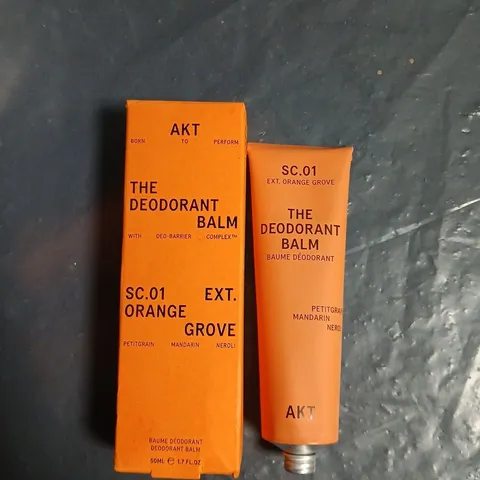 AKT
BORN TO PERFORM
THE
DEODORANT
BALM
WITH DEO-BARRIER COMPLEX™
SC.01 EXT.
ORANGE
GROVE
PETITGRAIN MANDARIN NEROLI
BAUME DÉODORANT
DEODORANT BALM
50ML ℮ 1.7 FL.OZ
SC.01
EXT. ORANGE GROVE
THE
DEODORANT
BALM
BAUME DÉODORANT
PETITGRAIN
MANDARIN
NEROLI
AKT